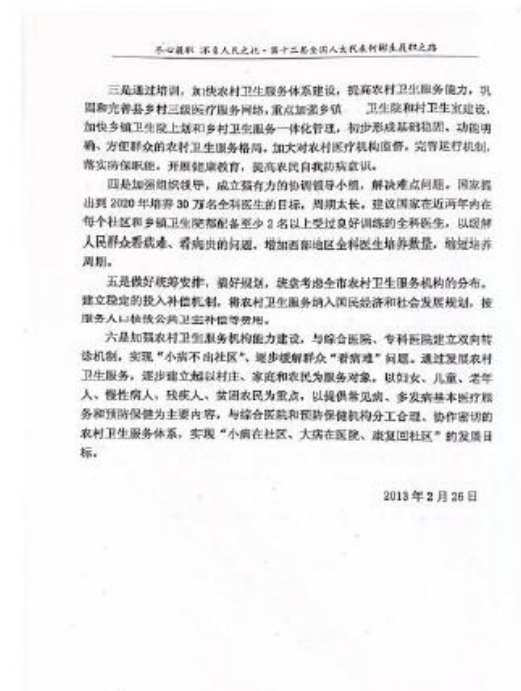 尽心履职 不负人民之托·第十二届全国人大代表何彬生履职之路
三是通过培训，加快农村卫生服务体系建设，提高农村卫生服务能力，巩
固和完善县乡村三级医疗服务网络，重点加强乡镇 卫生院和村卫生室建设，
加快乡镇卫生院上划和乡村卫生服务一体化管理，初步形成基础稳固、功能明
确、方便群众的农村卫生服务格局。加大对农村医疗机构监督，完善运行机制，
落实防保职能，开展健康教育，提高农民自我防病意识。
四是加强组织领导，成立强有力的协调领导小组，解决难点问题。国家提
出到 2020 年培养 30 万名全科医生的目标，周期太长。建议国家在近两年内在
每个社区和乡镇卫生院都配备至少 2 名以上受过良好训练的全科医生，以缓解
人民群众看病难、看病贵的问题，增加西部地区全科医生培养数量，缩短培养
周期。
五是做好统筹安排，搞好规划，统盘考虑全市农村卫生服务机构的分布。
建立稳定的投入补偿机制，将农村卫生服务纳入国民经济和社会发展规划，按
服务人口核拨公共卫生补偿等费用。
六是加强农村卫生服务机构能力建设，与综合医院、专科医院建立双向转
诊机制，实现“小病不出社区”、逐步缓解群众“看病难”问题。通过发展农村
卫生服务，逐步建立起以村庄、家庭和农民为服务对象，以妇女、儿童、老年
人、慢性病人、残疾人、贫困农民为重点，以提供常见病、多发病基本医疗服
务和预防保健为主要内容，与综合医院和预防保健机构分工合理、协作密切的
农村卫生服务体系，实现“小病在社区、大病在医院、康复回社区”的发展目
标。
2013 年 2 月 26 日